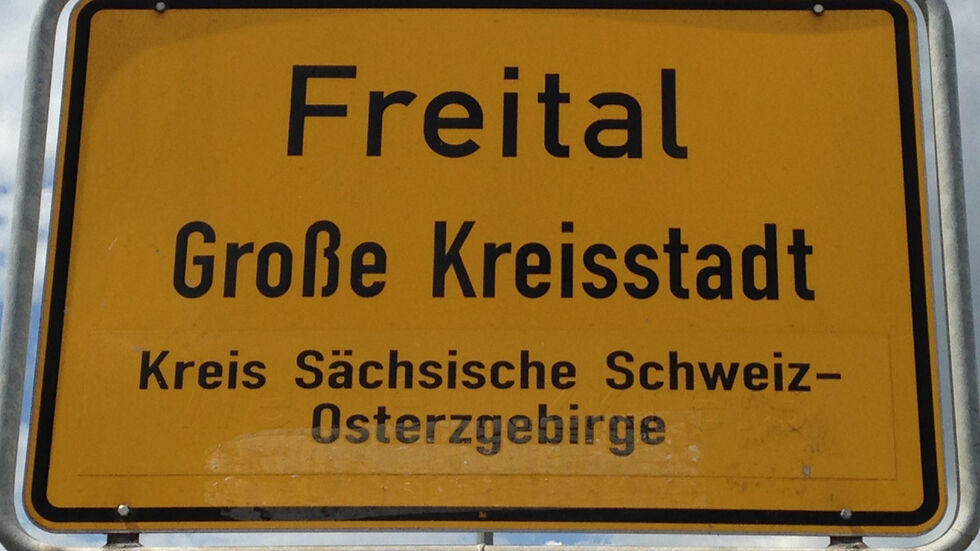 Freital
Große Kreisstadt
Kreis Sächsische Schweiz-
Osterzgebirge